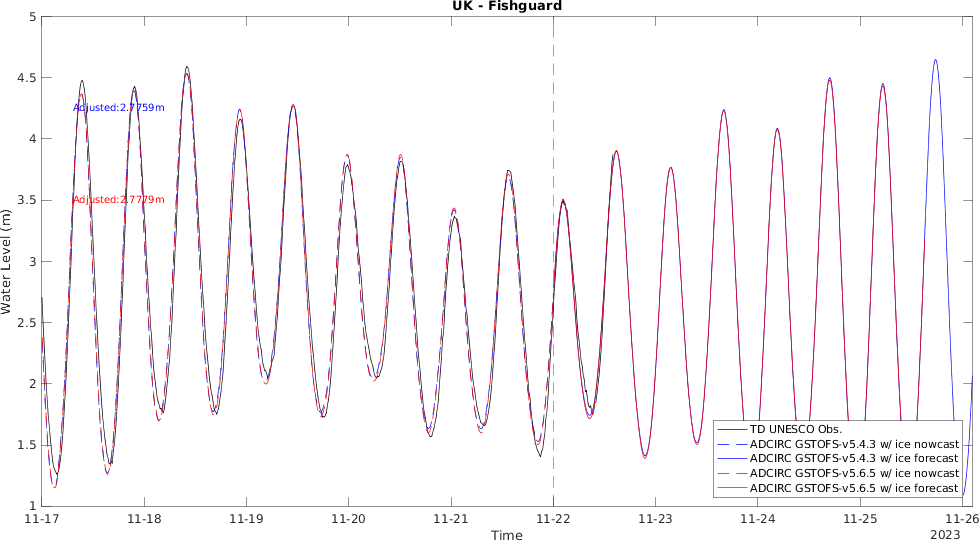 UK - Fishguard
5
4.5
4
3.5
3
2.5
2
1.5
1
Water Level (m)
Adjusted:2.7759m
Adjusted:2.7779m
TD UNESCO Obs.
ADCIRC GSTOFS-v5.4.3 w/ ice nowcast
ADCIRC GSTOFS-v5.4.3 w/ ice forecast
ADCIRC GSTOFS-v5.6.5 w/ ice nowcast
ADCIRC GSTOFS-v5.6.5 w/ ice forecast
11-17 11-18 11-19 11-20 11-21 11-22 11-23 11-24 11-25 11-26
Time
2023